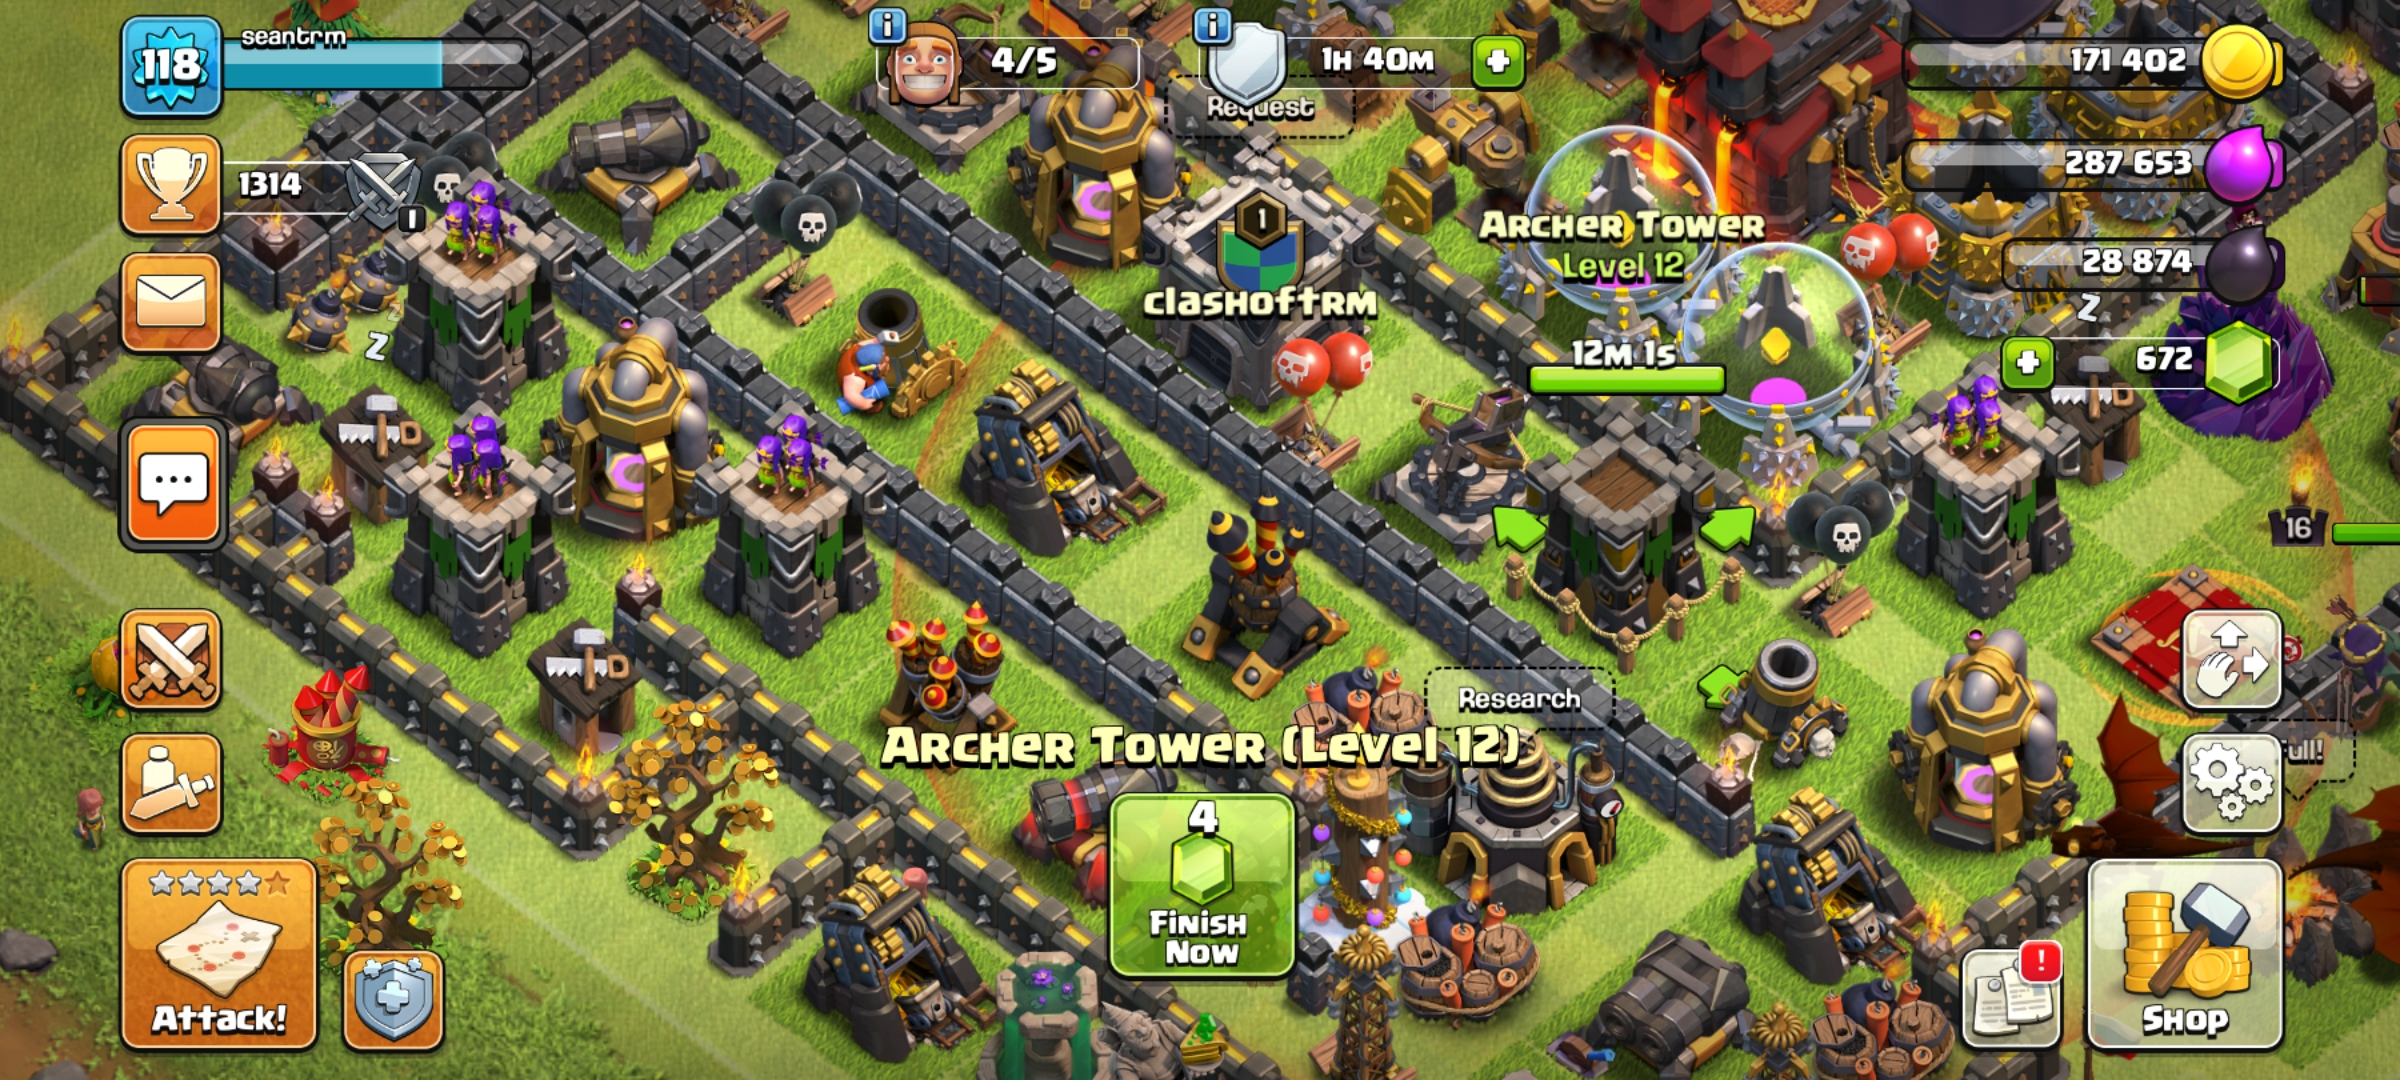 118
seantrm
4/5
1H 40M
171 402
Request
1314
I
287 653
1
Archer Tower
Level 12
28 874
clashoftrm
z
z
Z
12M 1s
672
16
Research
Archer Tower (Level 12)
ull!
4
Finish
Now
!
Attack!
Shop